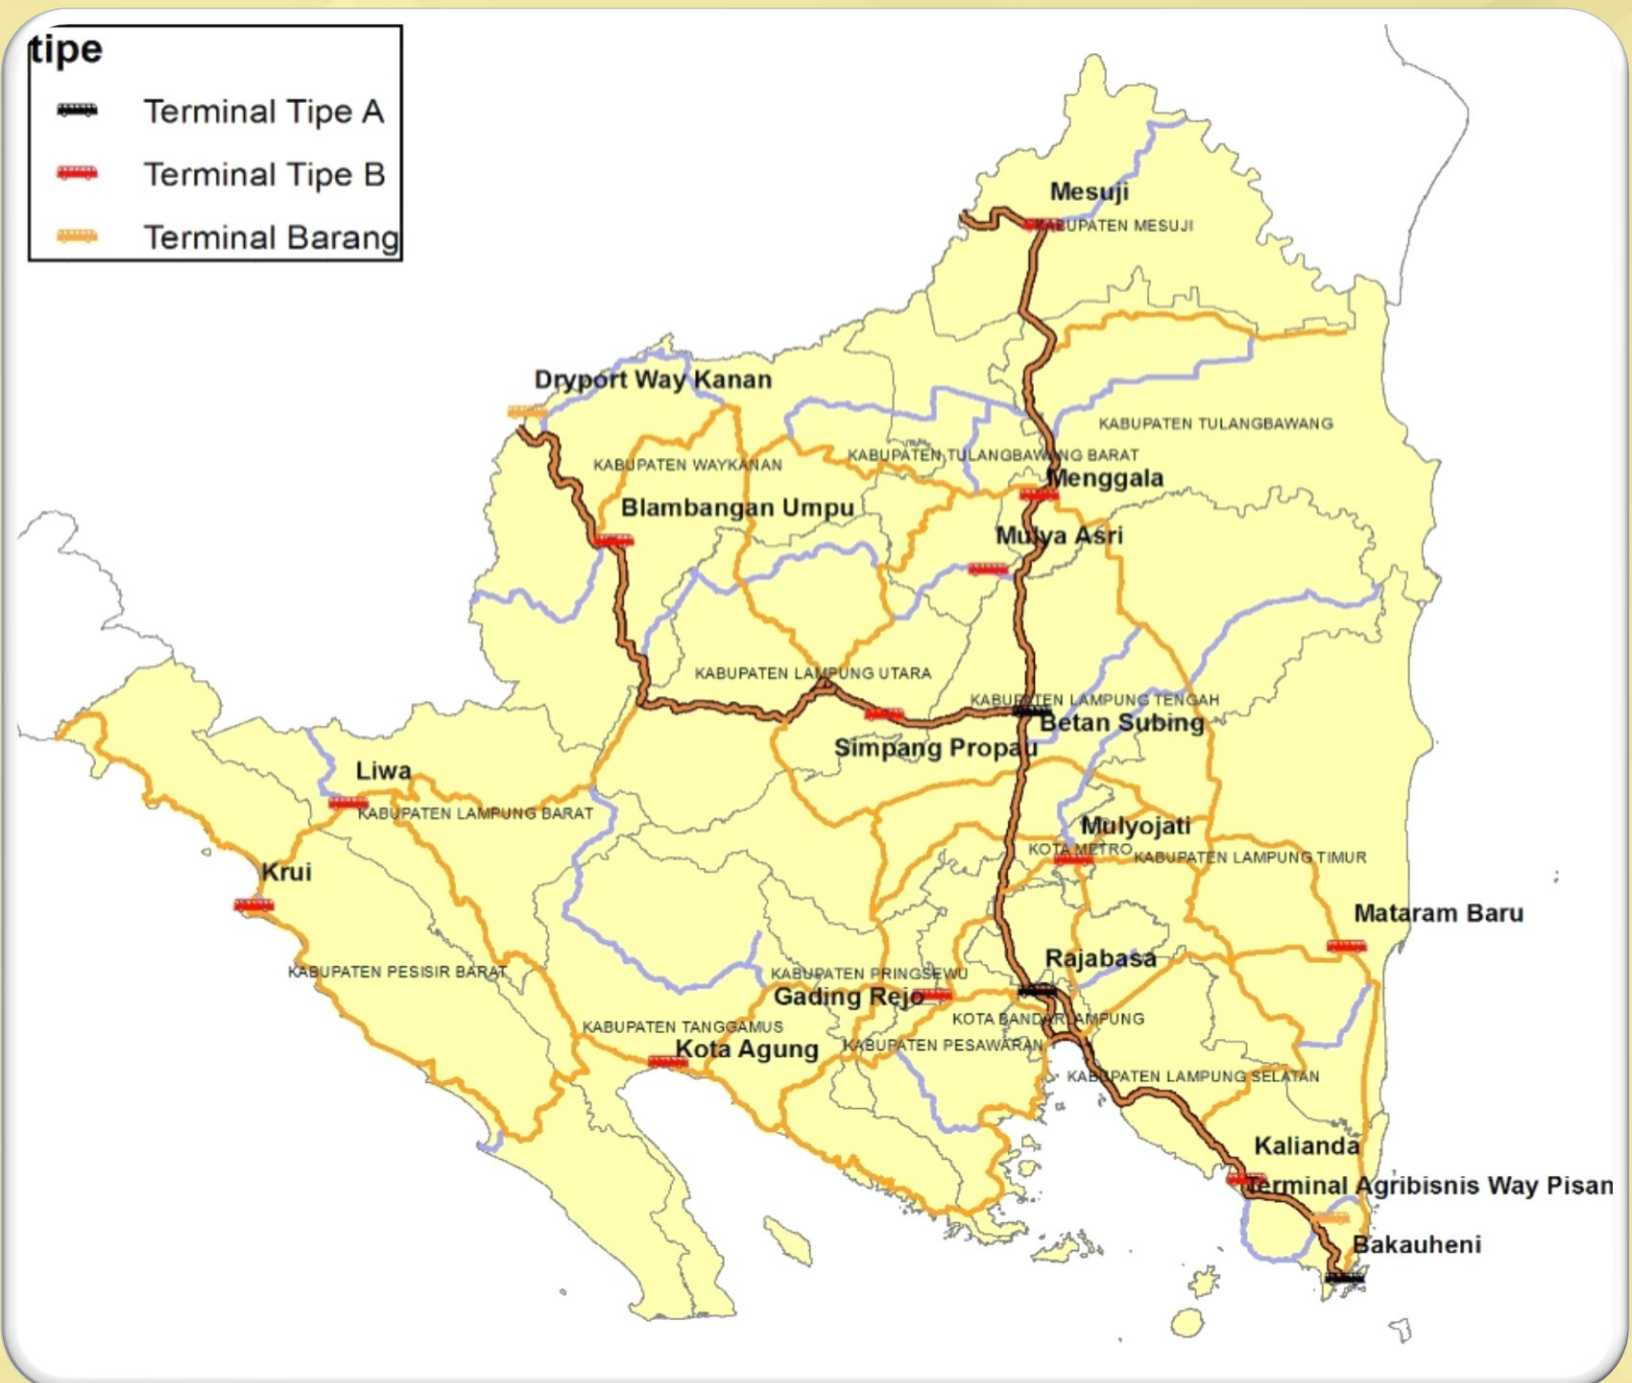 tipe
Terminal Tipe A
Terminal Tipe B
Terminal Barang
Mesuji
KABUPATEN MESUJI
Dryport Way Kanan
KABUPATEN TULANGBAWANG
KABUPATEN TULANGBAWANG BARAT
KABUPATEN WAYKANAN
Menggala
Blambangan Umpu
Mulya Asri
KABUPATEN LAMPUNG UTARA
KABUPATEN LAMPUNG TENGAH
Betan Subing
Simpang Propau
Liwa
KABUPATEN LAMPUNG BARAT
Mulyojati
KOTA METRO
KABUPATEN LAMPUNG TIMUR
Krui
Mataram Baru
Rajabasa
KABUPATEN PESISIR BARAT
KABUPATEN PRINGSEWU
Gading Rejo
KOTA BANDARLAMPUNG
KABUPATEN TANGGAMUS
Kota Agung
KABUPATEN PESAWARAN
KABUPATEN LAMPUNG SELATAN
Kalianda
Terminal Agribisnis Way Pisan
Bakauheni